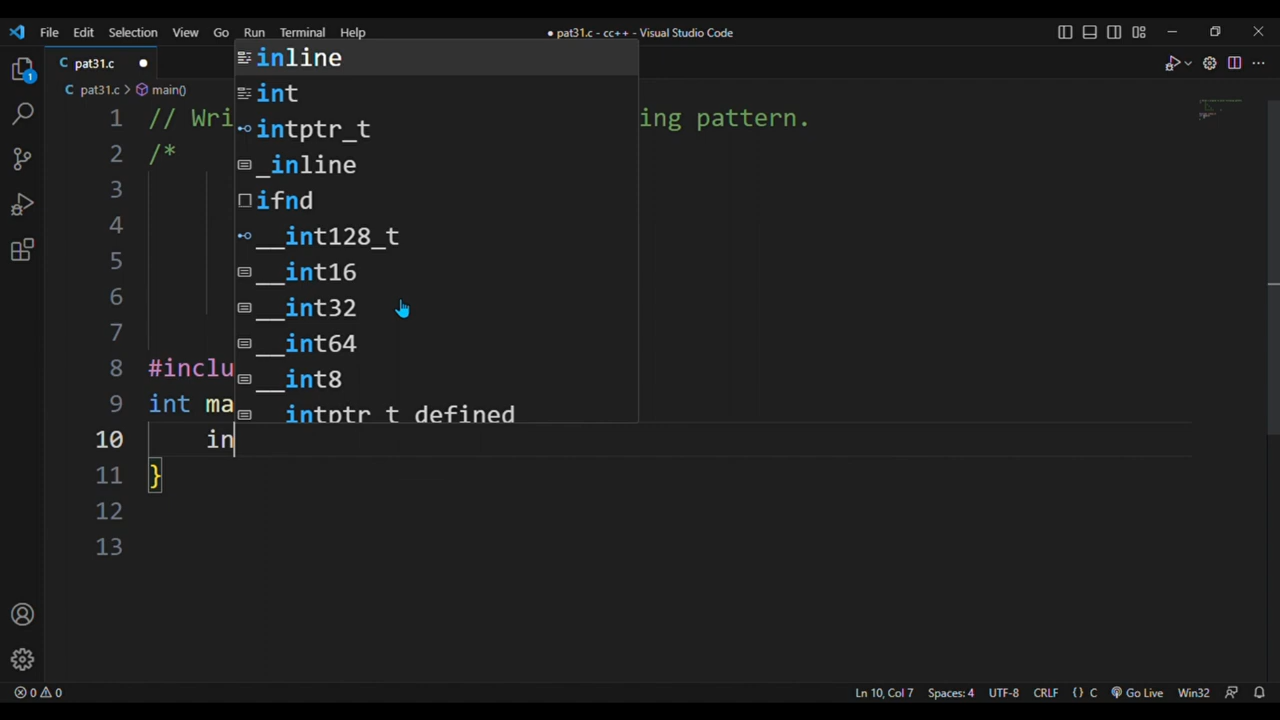 File Edit Selection View Go Run Terminal Help
● pat31.c - cc++ - Visual Studio Code
C pat31.c ●
C pat31.c > main()
1 // Wri ing pattern.
2 /*
3
4
5
6
7
8 #inclu
9 int ma
10 in
11 }
12
13
inline
int
intptr_t
_inline
ifnd
__int128_t
__int16
__int32
__int64
__int8
__intptr_t_defined
1
0 0
Ln 10, Col 7 Spaces: 4 UTF-8 CRLF {} C Go Live Win32